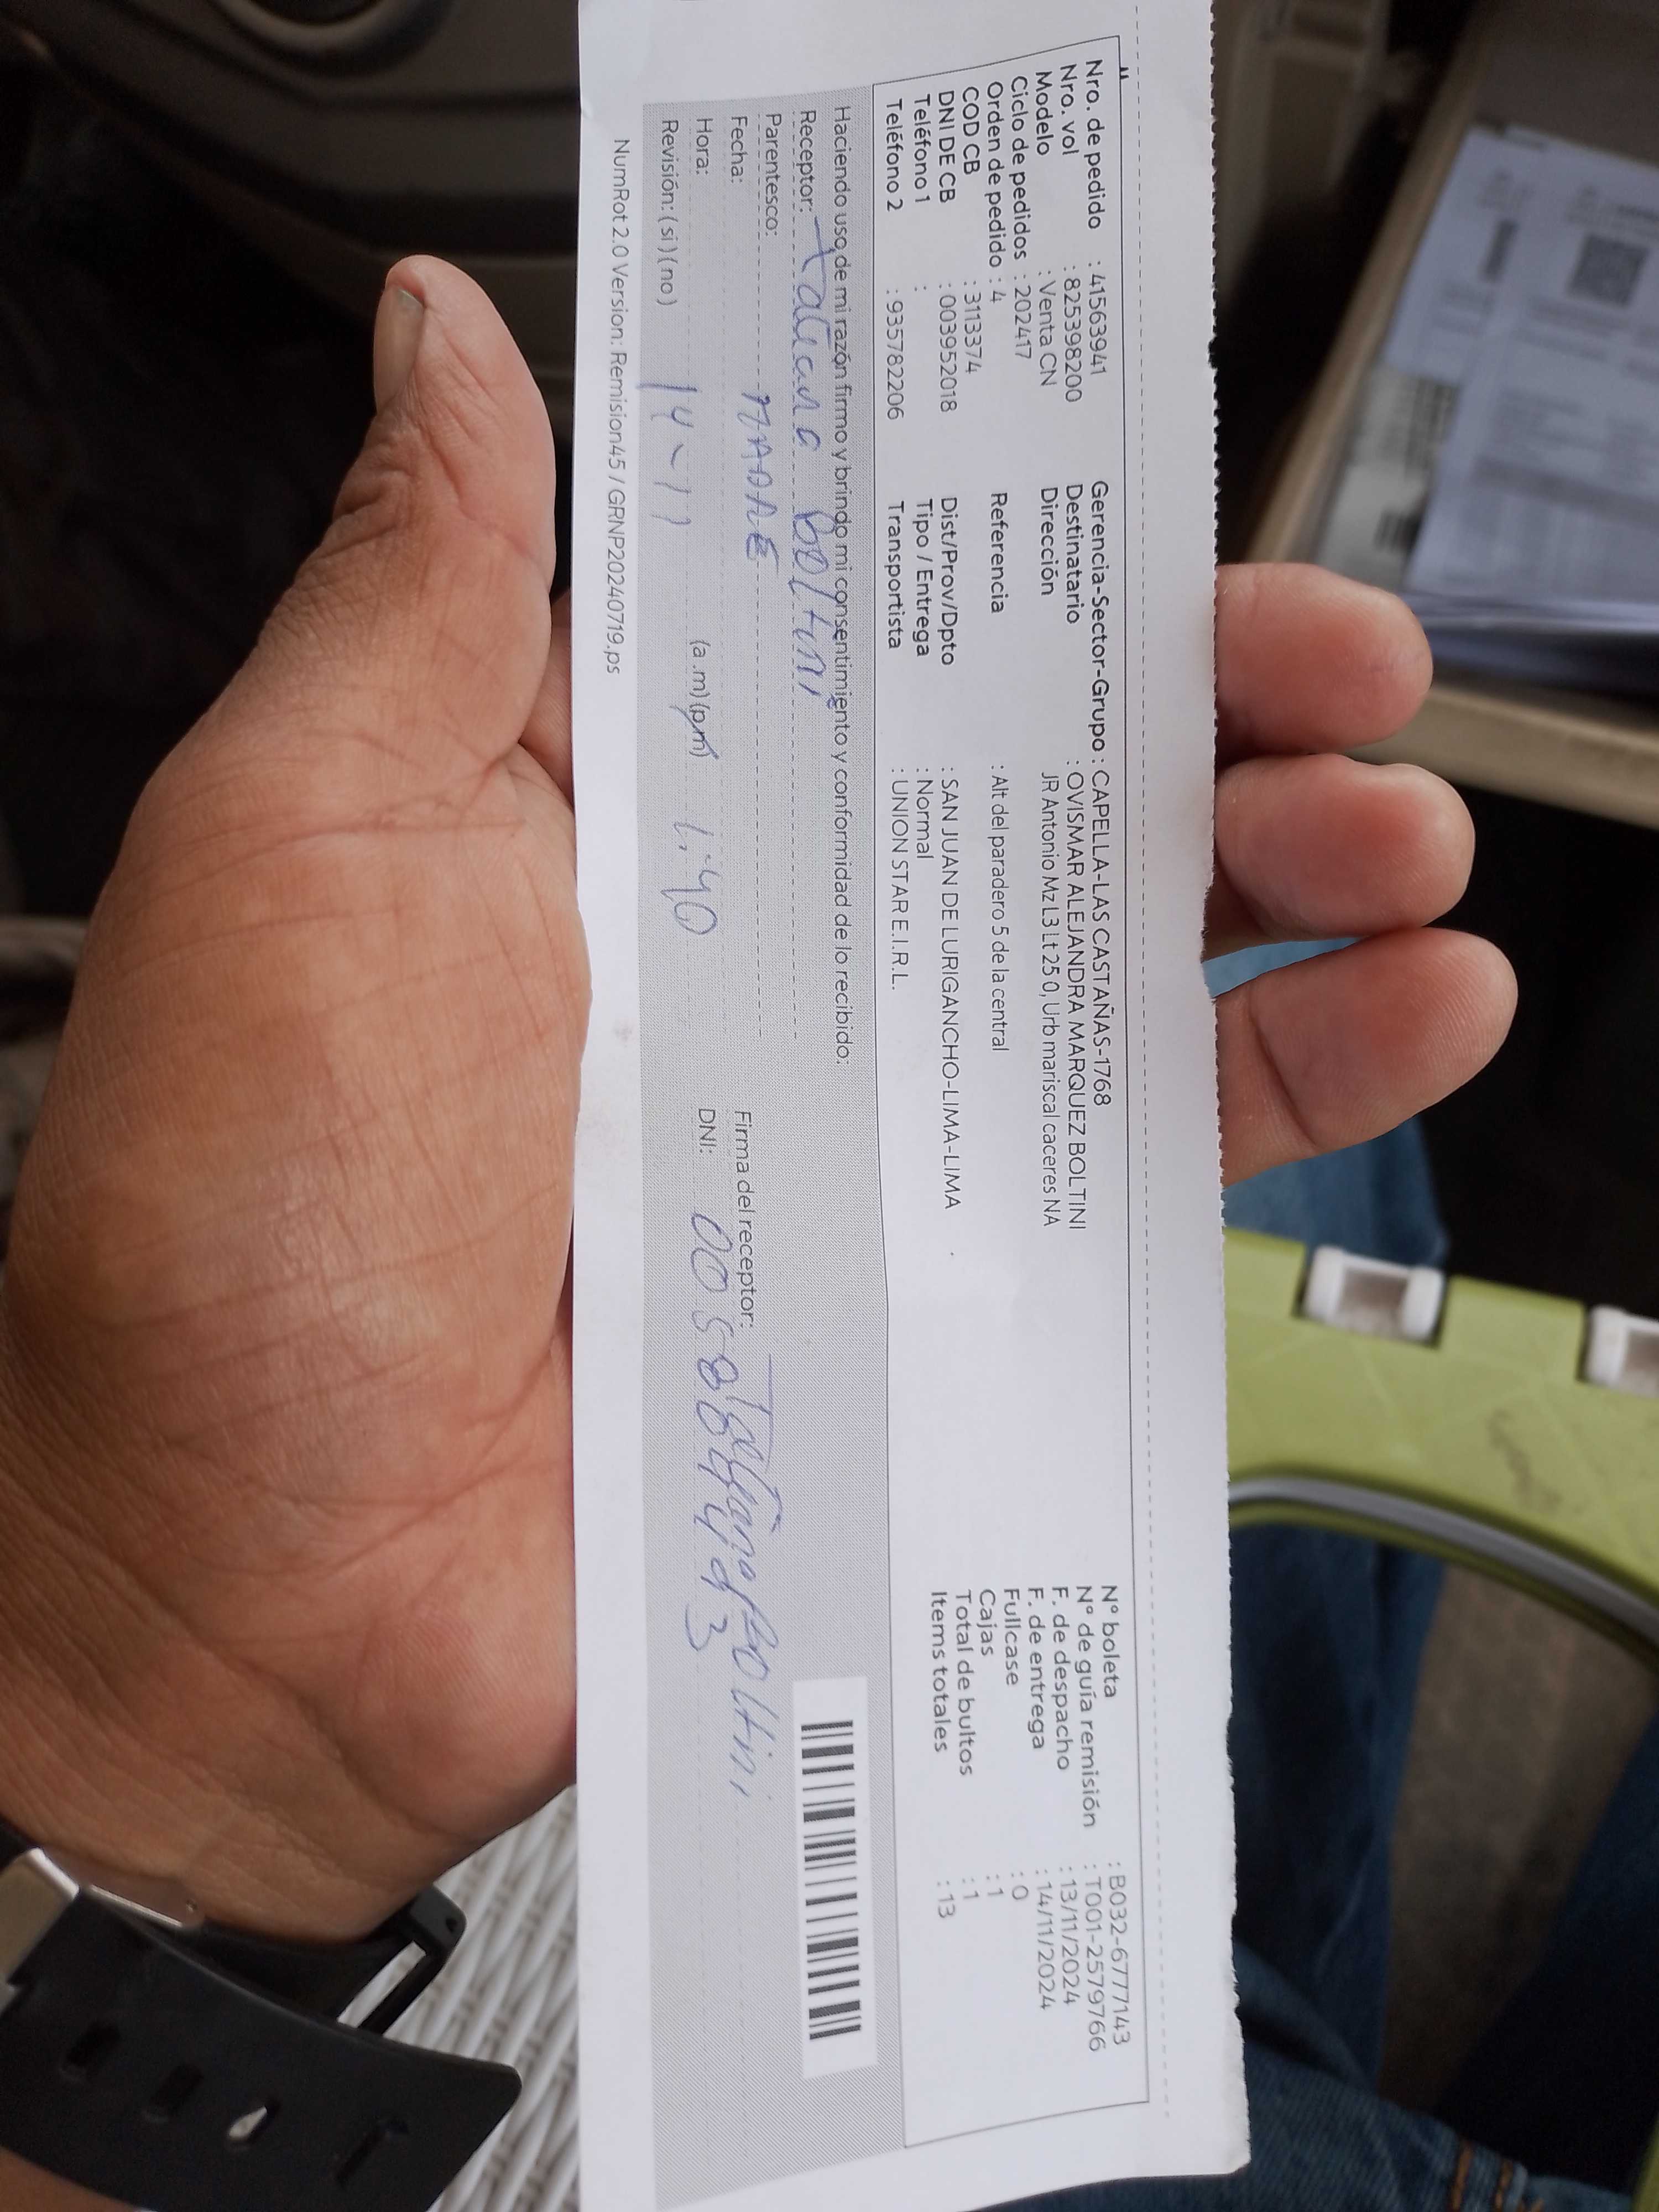 Nro. de pedido : 41563941
Nro. vol : 825398200
Modelo : Venta CN
Ciclo de pedidos : 202417
Orden de pedido : 4
COD CB : 3113374
DNI DE CB : 003952018
Teléfono 1 :
Teléfono 2 : 935782206
Gerencia-Sector-Grupo : CAPELLA-LAS CASTAÑAS-1768
Destinatario : OVISMAR ALEJANDRA MARQUEZ BOLTINI
Dirección JR Antonio Mz L3 Lt 25 0, Urb mariscal caceres NA
Referencia : Alt del paradero 5 de la central
Dist/Prov/Dpto : SAN JUAN DE LURIGANCHO-LIMA-LIMA
Tipo / Entrega : Normal
Transportista : UNION STAR E.I.R.L.
N° boleta : B032-6777143
N° de guía remisión : T001-2579766
F. de despacho : 13/11/2024
F. de entrega : 14/11/2024
Fullcase : 0
Cajas : 1
Total de bultos : 1
Items totales : 13
Haciendo uso de mi razón firmo y brindo mi consentimiento y conformidad de lo recibido:
Receptor: tatiana boltini
Parentesco: MADRE
Fecha: 14-11
Hora: (a.m)(pm) 1:40
Revisión: ( si ) ( no )
Firma del receptor: Tatiana boltini
DNI:
NumRot 2.0 Version: Remision45 / GRNP20240719.ps